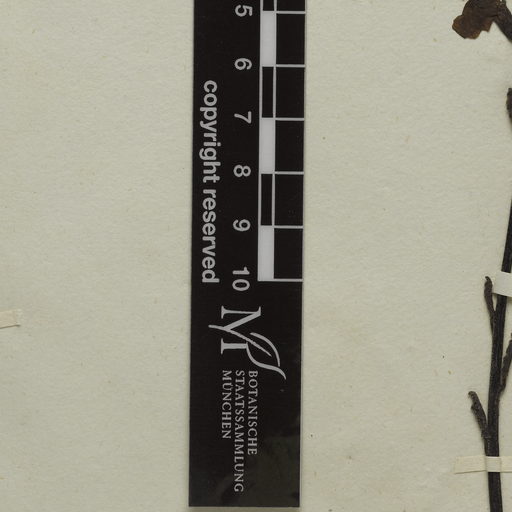 5
6
7
8
9
10
copyright reserved
M
BOTANISCHE
STAATSSAMMLUNG
MÜNCHEN